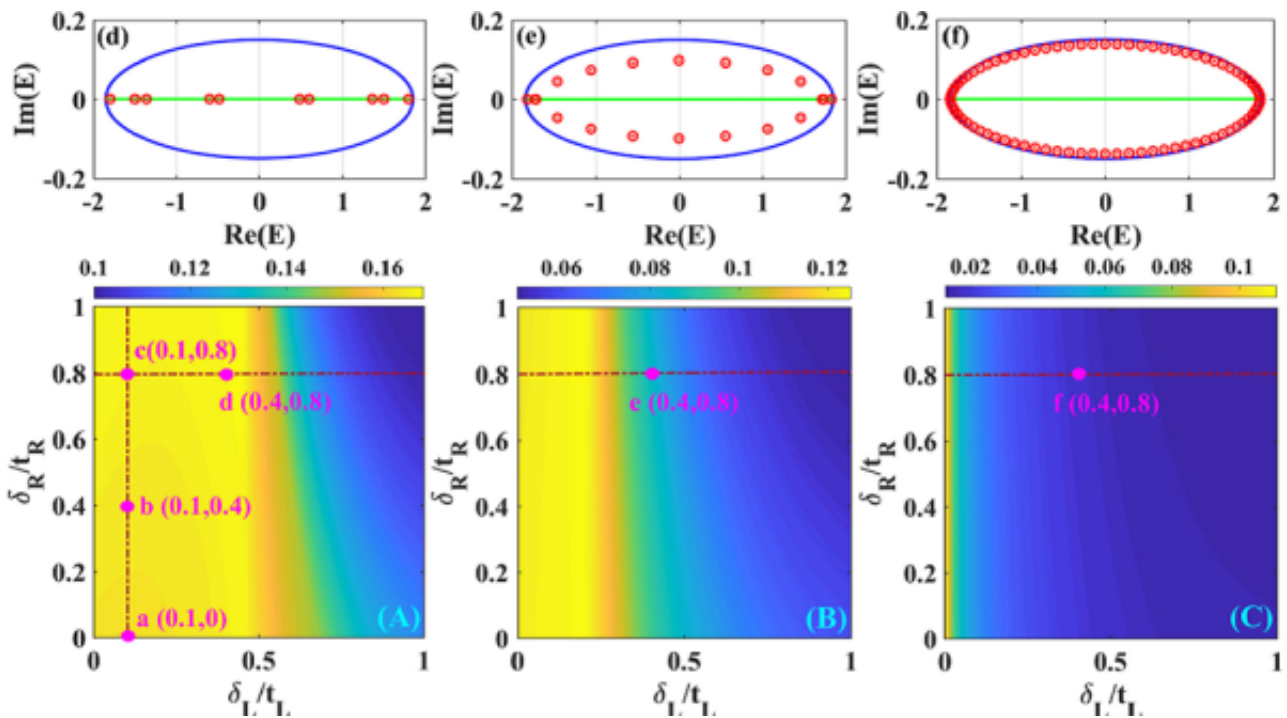 (d)
Im(E)
0.2
0
-0.2
-2 -1 0 1 2
Re(E)
(e)
Im(E)
0.2
0
-0.2
-2 -1 0 1 2
Re(E)
(f)
Im(E)
0.2
0
-0.2
-2 -1 0 1 2
Re(E)
0.1 0.12 0.14 0.16
δR/tR
1
0.8
0.6
0.4
0.2
0
c(0.1,0.8)
d (0.4,0.8)
b (0.1,0.4)
a (0.1,0)
(A)
0 0.5 1
δL/tL
0.06 0.08 0.1 0.12
δR/tR
1
0.8
0.6
0.4
0.2
0
e (0.4,0.8)
(B)
0 0.5 1
δL/tL
0.02 0.04 0.06 0.08 0.1
δR/tR
1
0.8
0.6
0.4
0.2
0
f (0.4,0.8)
(C)
0 0.5 1
δL/tL